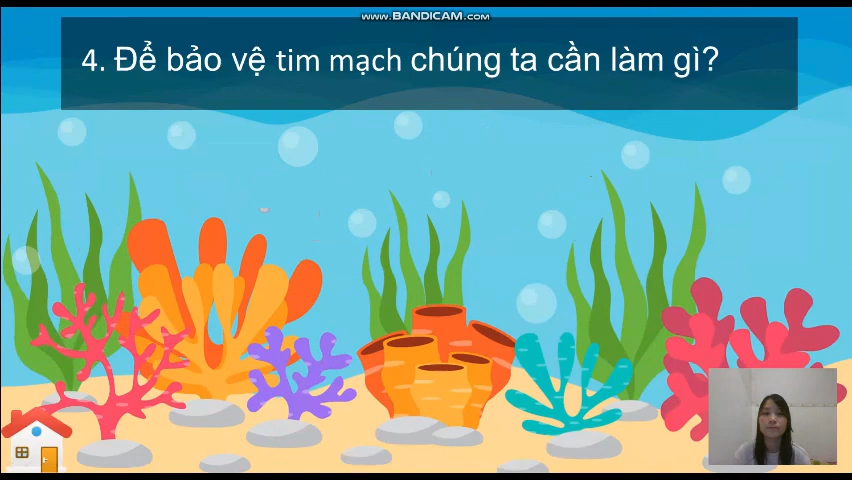 WWW.BANDICAM.COM
4. Để bảo vệ tim mạch chúng ta cần làm gì?